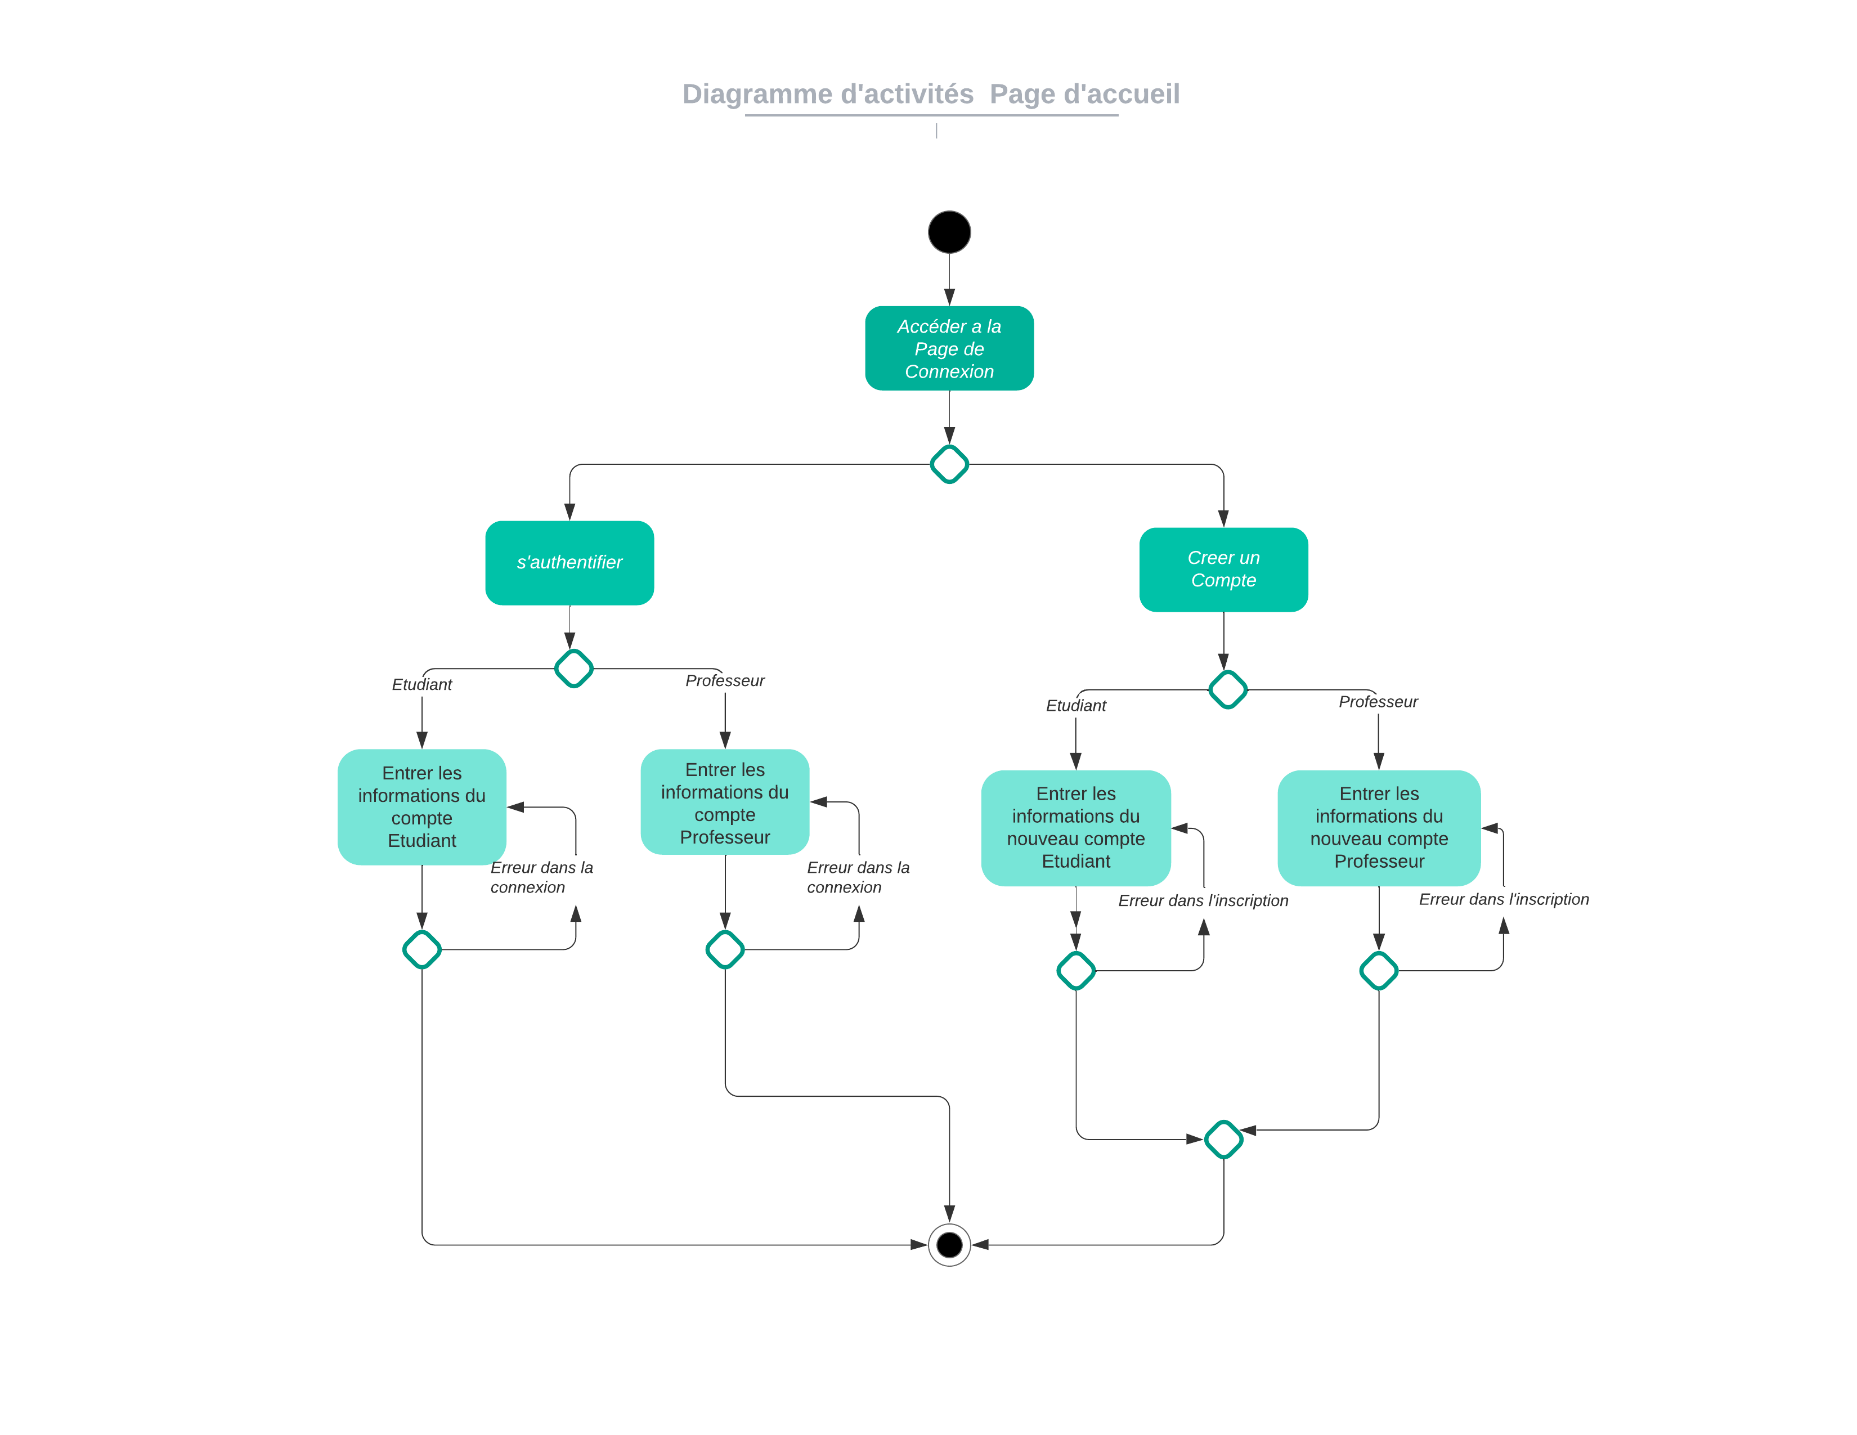 Diagramme d'activités  Page d'accueil
Accéder a la
Page de
Connexion
s'authentifier
Creer un
Compte
Etudiant
Professeur
Etudiant
Professeur
Entrer les
informations du
compte
Etudiant
Entrer les
informations du
compte
Professeur
Entrer les
informations du
nouveau compte
Etudiant
Entrer les
informations du
nouveau compte
Professeur
Erreur dans la
connexion
Erreur dans la
connexion
Erreur dans l'inscription
Erreur dans l'inscription